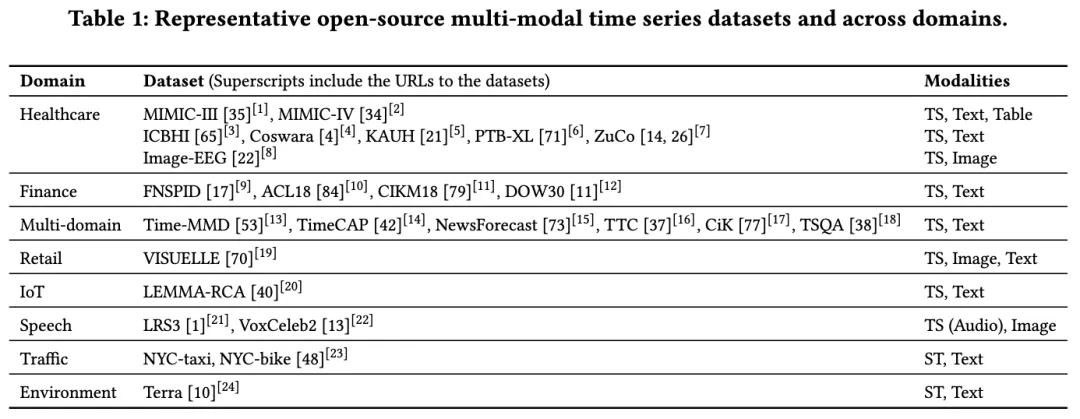 Table 1: Representative open-source multi-modal time series datasets and across domains.
Domain Dataset (Superscripts include the URLs to the datasets) Modalities
Healthcare MIMIC-III [35][1], MIMIC-IV [34][2] TS, Text, Table
ICBHI [65][3], Coswara [4][4], KAUH [21][5], PTB-XL [71][6], ZuCo [14, 26][7] TS, Text
Image-EEG [22][8] TS, Image
Finance FNSPID [17][9], ACL18 [84][10], CIKM18 [79][11], DOW30 [11][12] TS, Text
Multi-domain Time-MMD [53][13], TimeCAP [42][14], NewsForecast [73][15], TTC [37][16], CiK [77][17], TSQA [38][18] TS, Text
Retail VISUELLE [70][19] TS, Image, Text
IoT LEMMA-RCA [40][20] TS, Text
Speech LRS3 [1][21], VoxCeleb2 [13][22] TS (Audio), Image
Traffic NYC-taxi, NYC-bike [48][23] ST, Text
Environment Terra [10][24] ST, Text